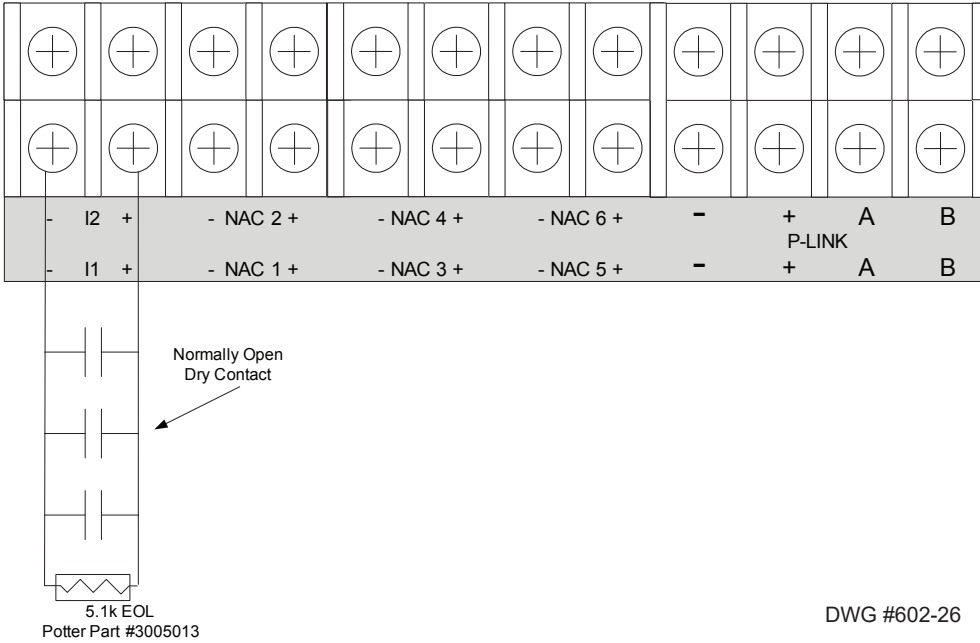 - I2 + - NAC 2 + - NAC 4 + - NAC 6 + - + A B
P-LINK
- I1 + - NAC 1 + - NAC 3 + - NAC 5 + - + A B
Normally Open
Dry Contact
5.1k EOL
Potter Part #3005013
DWG #602-26